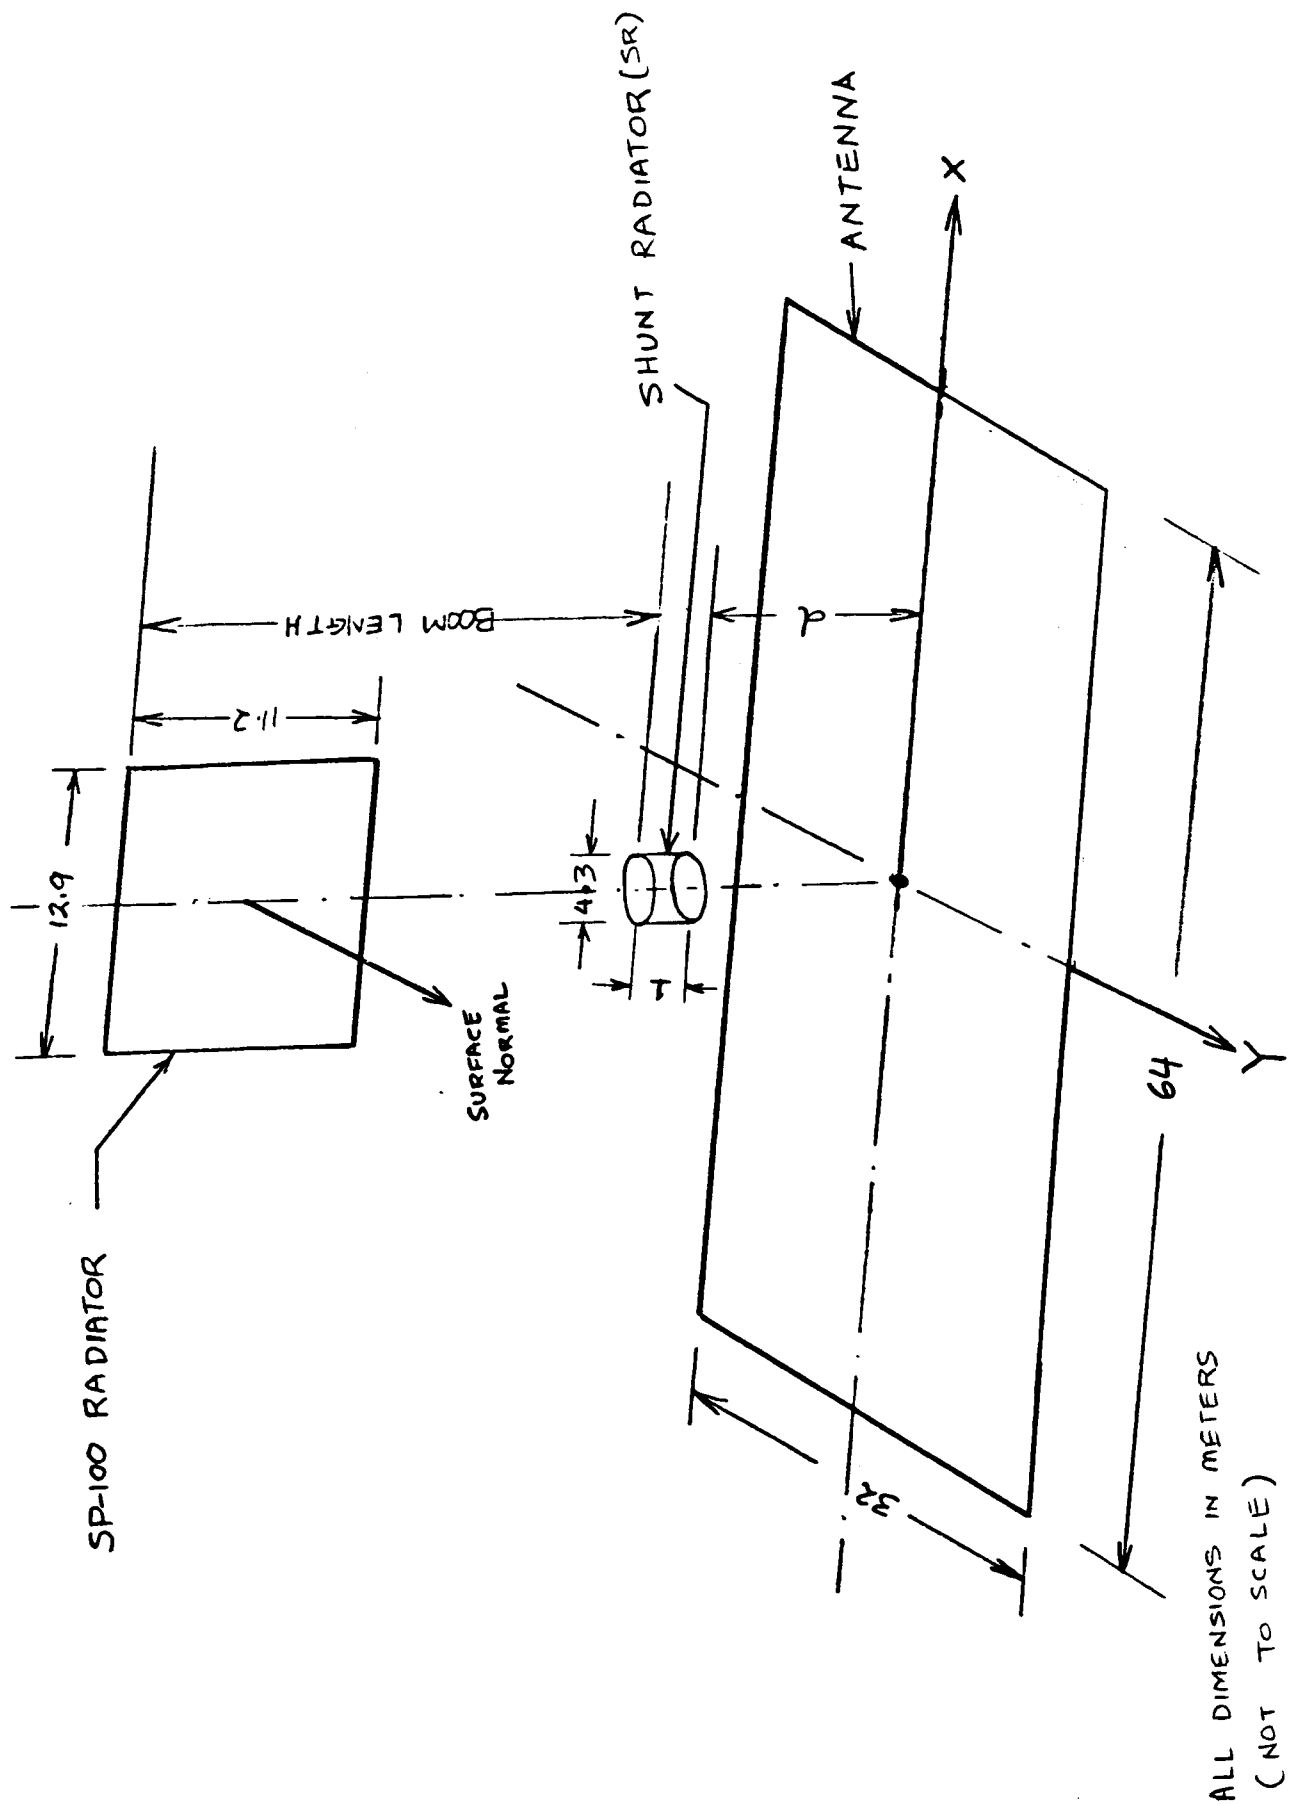 SP-100 RADIATOR
12.9
11.2
SURFACE
NORMAL
BOOM LENGTH
SHUNT RADIATOR (SR)
4.3
1
d
ANTENNA
X
Y
32
64
ALL DIMENSIONS IN METERS
(NOT TO SCALE)